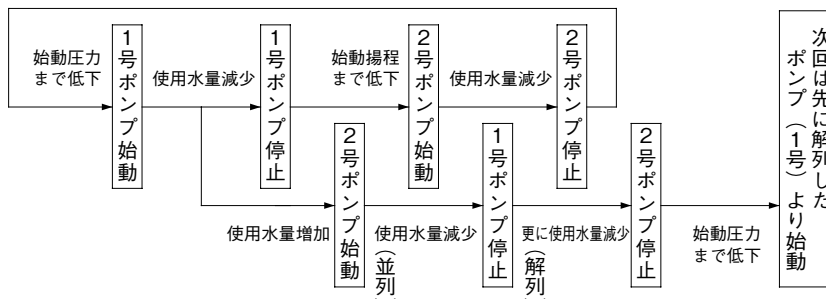 始動圧力
まで低下
1号ポンプ始動
使用水量減少
1号ポンプ停止
始動揚程
まで低下
2号ポンプ始動
使用水量減少
2号ポンプ停止
使用水量増加
2号ポンプ始動
(並列
使用水量減少
1号ポンプ停止
(解列
更に使用水量減少
2号ポンプ停止
始動圧力
まで低下
次回は先に解列した
ポンプ(1号)より始動